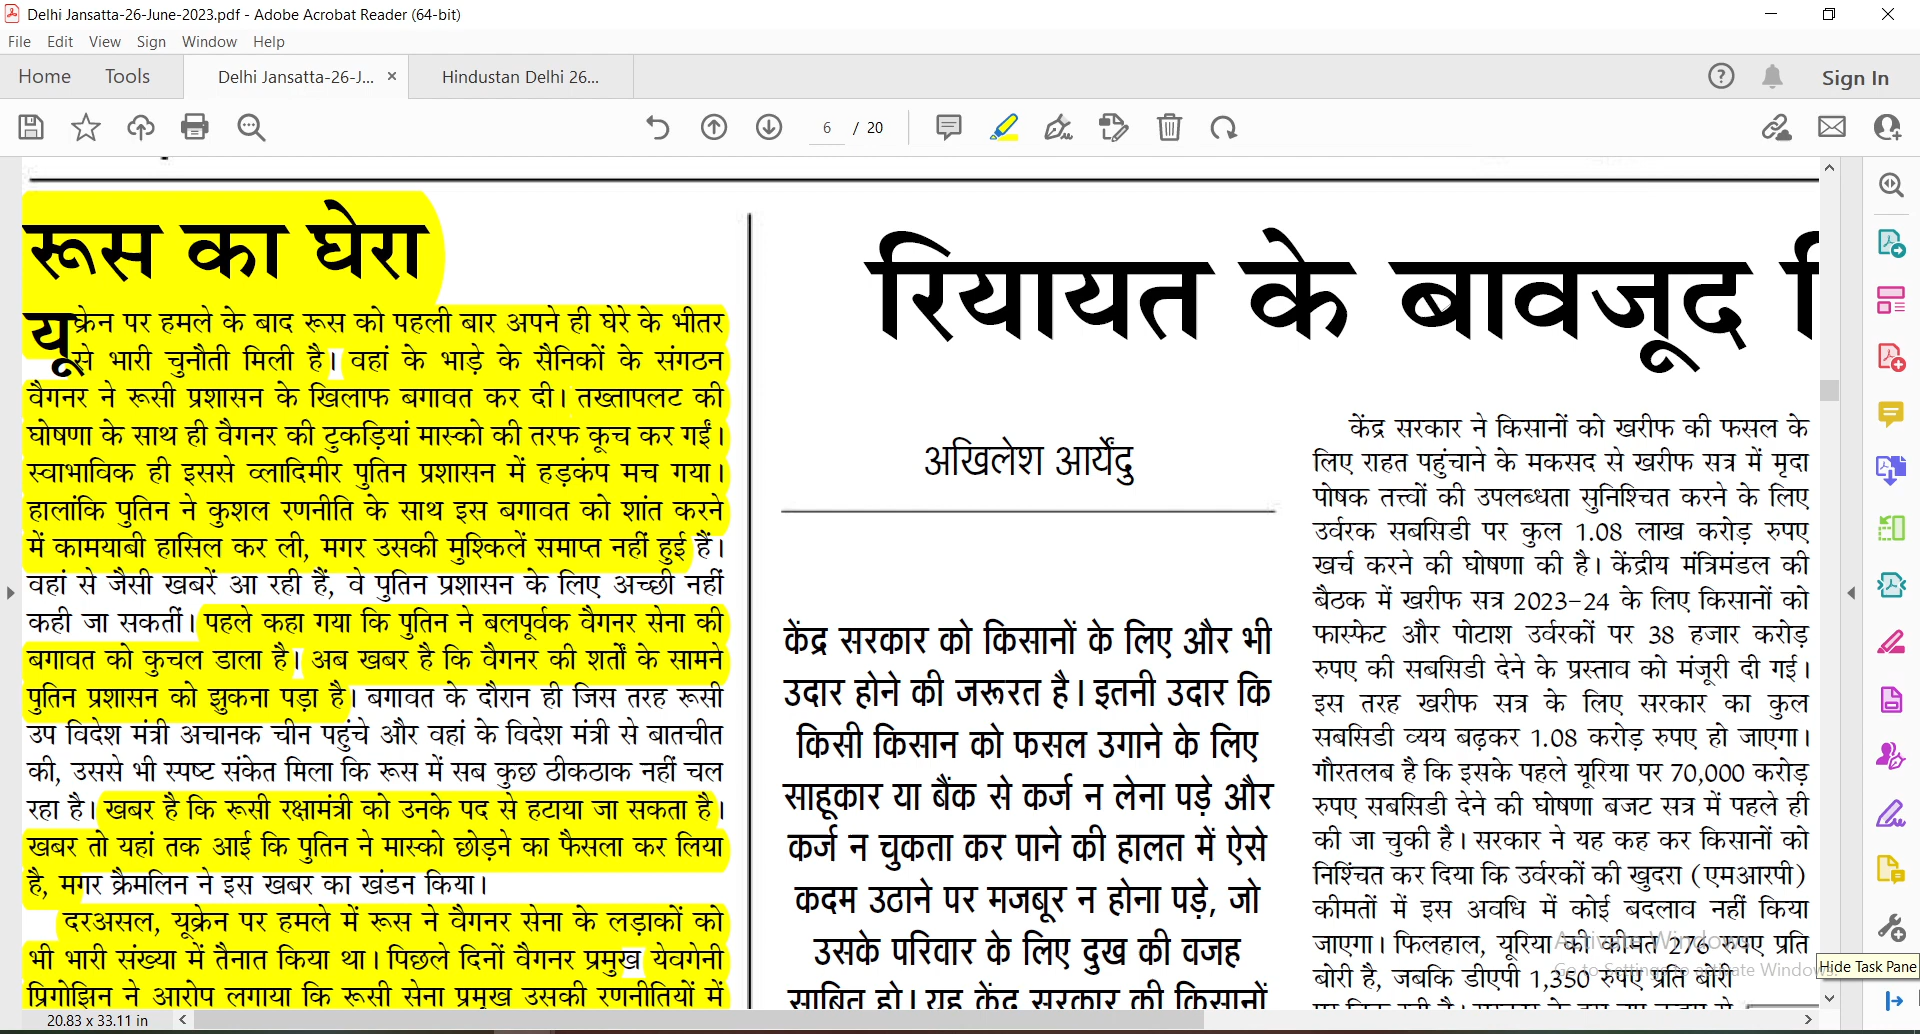 Delhi Jansatta-26-June-2023.pdf - Adobe Acrobat Reader (64-bit)
File Edit View Sign Window Help
Home Tools Delhi Jansatta-26-J... × Hindustan Delhi 26... Sign In
6 / 20
रूस का घेरा
यूक्रेन पर हमले के बाद रूस को पहली बार अपने ही घेरे के भीतर
से भारी चुनौती मिली है। वहां के भाड़े के सैनिकों के संगठन
वैगनर ने रूसी प्रशासन के खिलाफ बगावत कर दी। तख्तापलट की
घोषणा के साथ ही वैगनर की टुकड़ियां मास्को की तरफ कूच कर गईं।
स्वाभाविक ही इससे व्लादिमीर पुतिन प्रशासन में हड़कंप मच गया।
हालांकि पुतिन ने कुशल रणनीति के साथ इस बगावत को शांत करने
में कामयाबी हासिल कर ली, मगर उसकी मुश्किलें समाप्त नहीं हुई हैं।
वहां से जैसी खबरें आ रही हैं, वे पुतिन प्रशासन के लिए अच्छी नहीं
कही जा सकतीं। पहले कहा गया कि पुतिन ने बलपूर्वक वैगनर सेना की
बगावत को कुचल डाला है। अब खबर है कि वैगनर की शर्तों के सामने
पुतिन प्रशासन को झुकना पड़ा है। बगावत के दौरान ही जिस तरह रूसी
उप विदेश मंत्री अचानक चीन पहुंचे और वहां के विदेश मंत्री से बातचीत
की, उससे भी स्पष्ट संकेत मिला कि रूस में सब कुछ ठीकठाक नहीं चल
रहा है। खबर है कि रूसी रक्षामंत्री को उनके पद से हटाया जा सकता है।
खबर तो यहां तक आई कि पुतिन ने मास्को छोड़ने का फैसला कर लिया
है, मगर क्रैमलिन ने इस खबर का खंडन किया।
दरअसल, यूक्रेन पर हमले में रूस ने वैगनर सेना के लड़ाकों को
भी भारी संख्या में तैनात किया था। पिछले दिनों वैगनर प्रमुख येवगेनी
प्रिगोझिन ने आरोप लगाया कि रूसी सेना प्रमुख उसकी रणनीतियों में
रियायत के बावजूद
अखिलेश आर्येंदु
केंद्र सरकार को किसानों के लिए और भी
उदार होने की जरूरत है। इतनी उदार कि
किसी किसान को फसल उगाने के लिए
साहूकार या बैंक से कर्ज न लेना पड़े और
कर्ज न चुकता कर पाने की हालत में ऐसे
कदम उठाने पर मजबूर न होना पड़े, जो
उसके परिवार के लिए दुख की वजह
साबित हो। यह केंद्र सरकार की किसानों
केंद्र सरकार ने किसानों को खरीफ की फसल के
लिए राहत पहुंचाने के मकसद से खरीफ सत्र में मृदा
पोषक तत्त्वों की उपलब्धता सुनिश्चित करने के लिए
उर्वरक सबसिडी पर कुल 1.08 लाख करोड़ रुपए
खर्च करने की घोषणा की है। केंद्रीय मंत्रिमंडल की
बैठक में खरीफ सत्र 2023-24 के लिए किसानों को
फास्फेट और पोटाश उर्वरकों पर 38 हजार करोड़
रुपए की सबसिडी देने के प्रस्ताव को मंजूरी दी गई।
इस तरह खरीफ सत्र के लिए सरकार का कुल
सबसिडी व्यय बढ़कर 1.08 करोड़ रुपए हो जाएगा।
गौरतलब है कि इसके पहले यूरिया पर 70,000 करोड़
रुपए सबसिडी देने की घोषणा बजट सत्र में पहले ही
की जा चुकी है। सरकार ने यह कह कर किसानों को
निश्चिंत कर दिया कि उर्वरकों की खुदरा (एमआरपी)
कीमतों में इस अवधि में कोई बदलाव नहीं किया
जाएगा। फिलहाल, यूरिया की कीमत 276 रुपए प्रति
बोरी है, जबकि डीएपी 1,350 रुपए प्रति बोरी
Activate Windows
Go to Settings to activate Windows.
Hide Task Pane
20.83 x 33.11 in